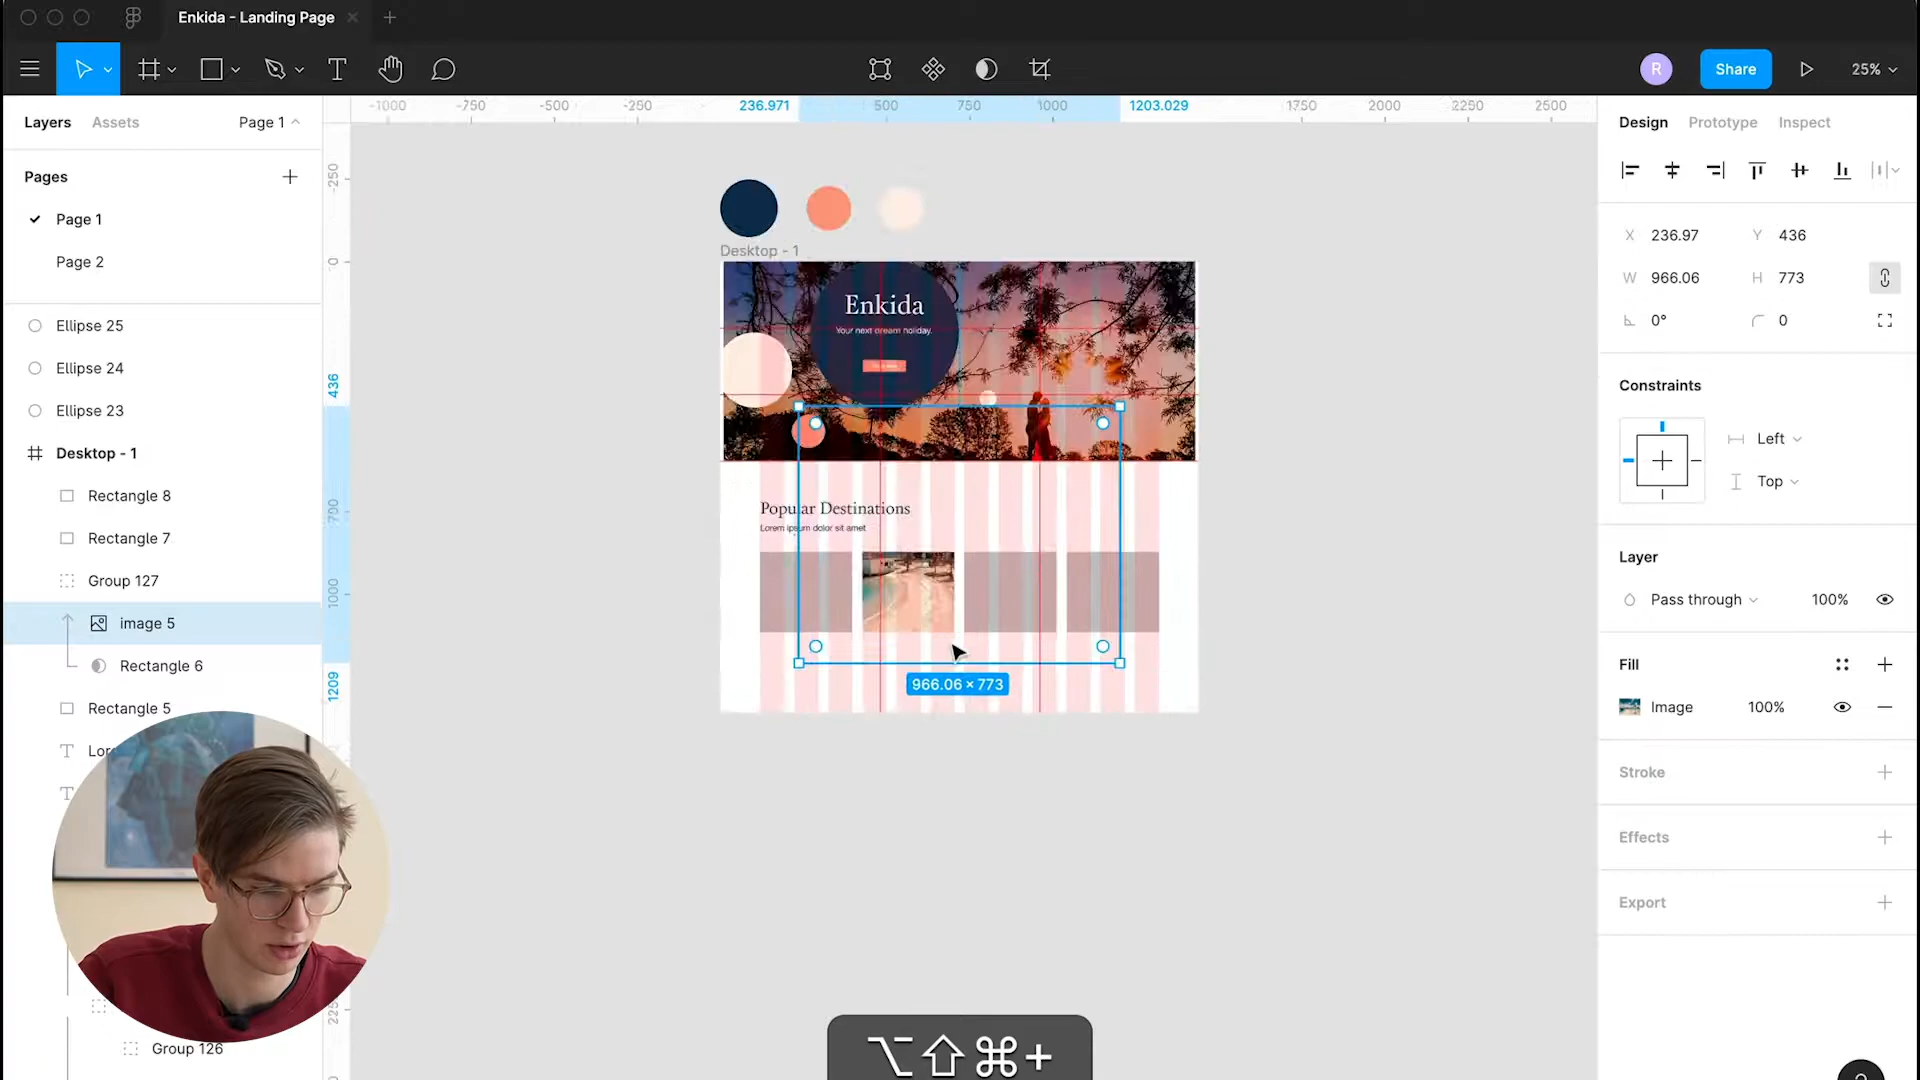 Enkida - Landing Page
R
Share
25%
Layers
Assets
Page 1
Pages
Page 1
Page 2
Ellipse 25
Ellipse 24
Ellipse 23
Desktop - 1
Rectangle 8
Rectangle 7
Group 127
image 5
Rectangle 6
Rectangle 5
Lor
T
Group 126
-1000
-750
-500
-250
236.971
500
750
1000
1203.029
1750
2000
2250
2500
-250
0
436
750
1000
1209
225
Desktop - 1
Enkida
Your next dream holiday.
Popular Destinations
Lorem ipsum dolor sit amet
966.06 × 773
⌥⇧⌘+
Design
Prototype
Inspect
X 236.97
Y 436
W 966.06
H 773
0°
0
Constraints
Left
Top
Layer
Pass through
100%
Fill
Image
100%
Stroke
Effects
Export